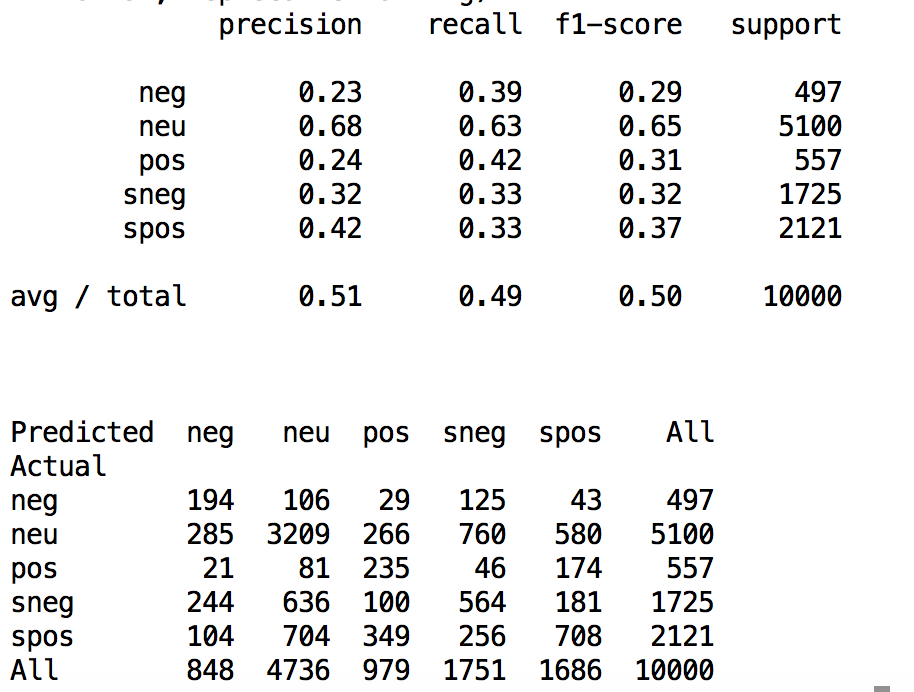 precision recall f1-score support
neg 0.23 0.39 0.29 497
neu 0.68 0.63 0.65 5100
pos 0.24 0.42 0.31 557
sneg 0.32 0.33 0.32 1725
spos 0.42 0.33 0.37 2121
avg / total 0.51 0.49 0.50 10000
Predicted neg neu pos sneg spos All
Actual
neg 194 106 29 125 43 497
neu 285 3209 266 760 580 5100
pos 21 81 235 46 174 557
sneg 244 636 100 564 181 1725
spos 104 704 349 256 708 2121
All 848 4736 979 1751 1686 10000